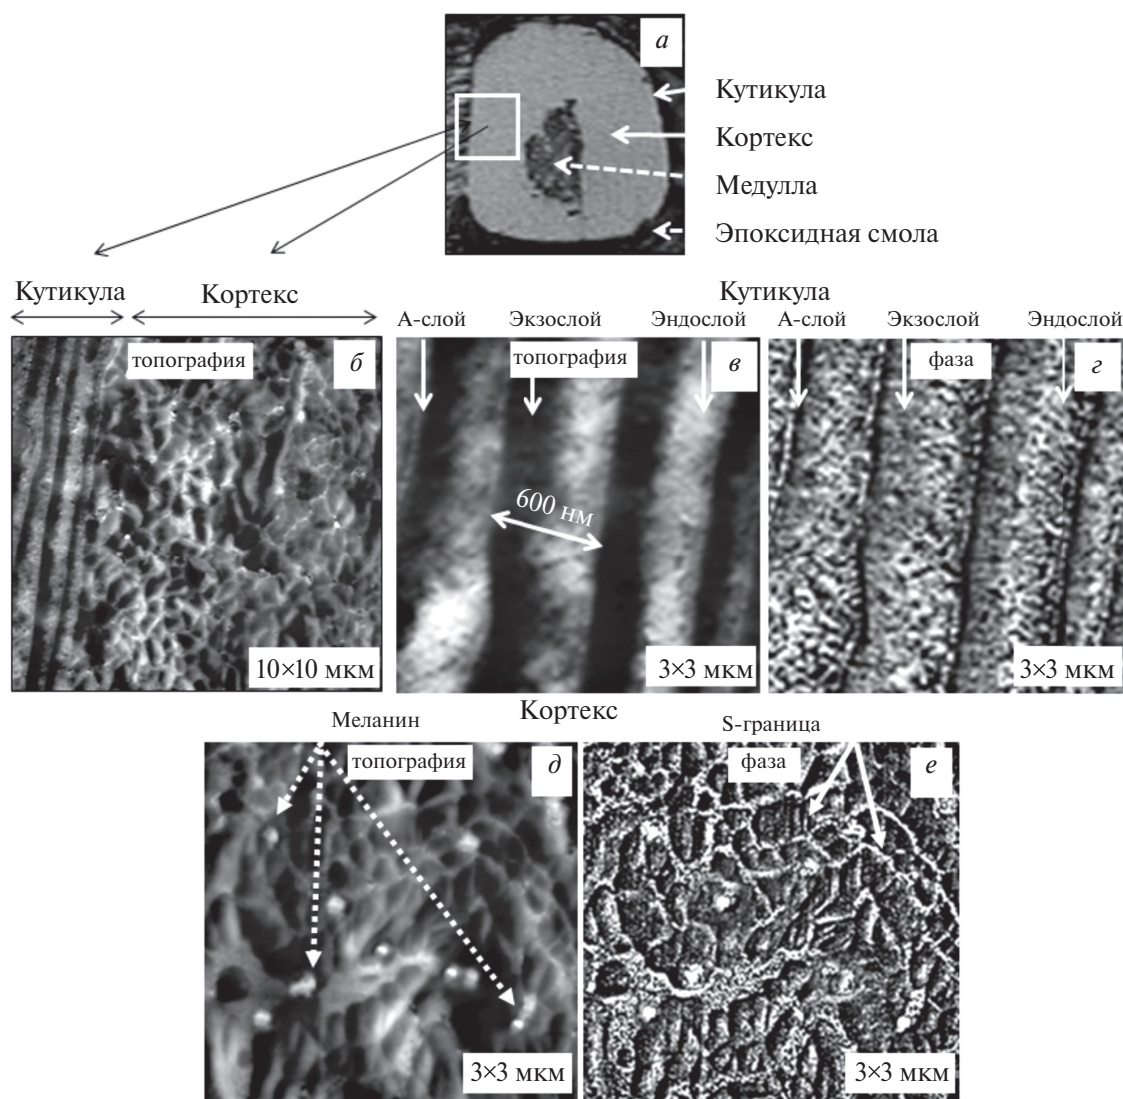 а
Кутикула
Кортекс
Медулла
Эпоксидная смола
Кутикула
Кортекс
Кутикула
А-слой
Экзослой
Эндослой
А-слой
Экзослой
Эндослой
топография
б
топография
в
фаза
г
600 нм
10×10 мкм
3×3 мкм
3×3 мкм
Кортекс
Меланин
S-граница
топография
д
фаза
е
3×3 мкм
3×3 мкм